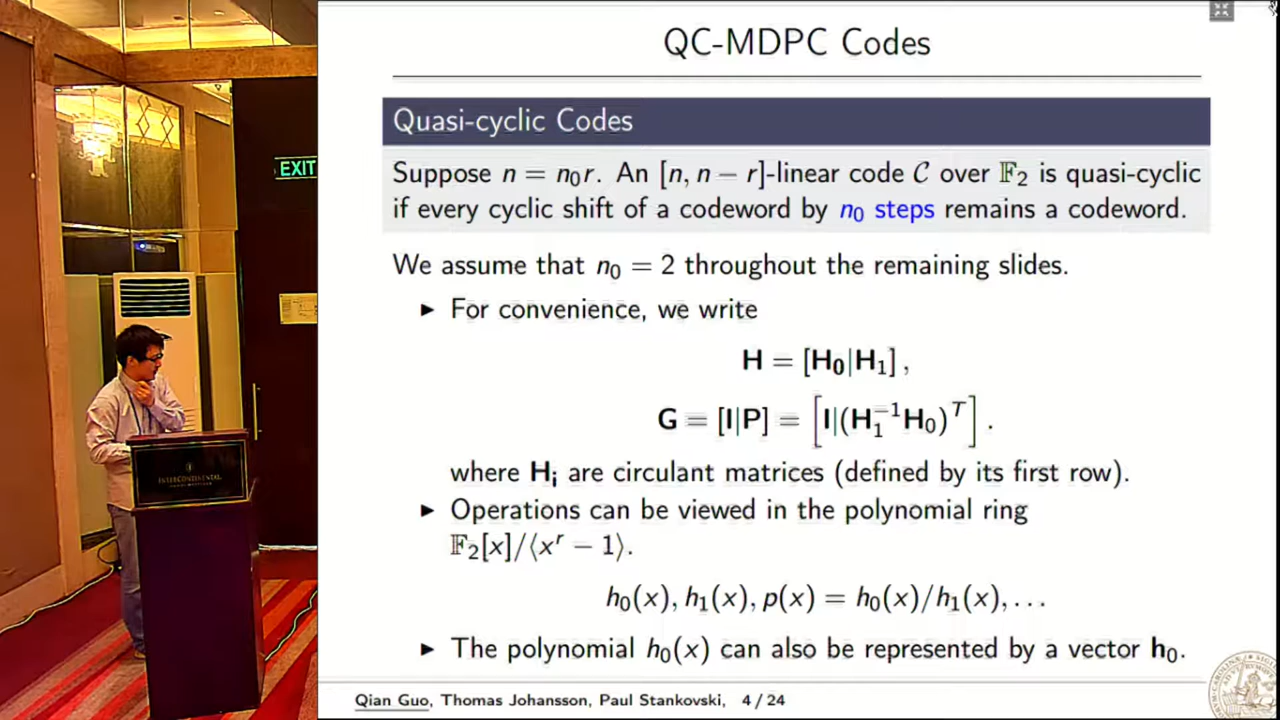 EXIT
INTERCONTINENTAL
QC-MDPC Codes
Quasi-cyclic Codes
Suppose n = n₀r. An [n, n − r]-linear code 𝒞 over 𝔽₂ is quasi-cyclic
if every cyclic shift of a codeword by n₀ steps remains a codeword.
We assume that n₀ = 2 throughout the remaining slides.
▶ For convenience, we write
H = [H₀|H₁] ,
G = [I|P] = [I|(H₁⁻¹H₀)ᵀ] .
where Hᵢ are circulant matrices (defined by its first row).
▶ Operations can be viewed in the polynomial ring
𝔽₂[x]/⟨xʳ − 1⟩.
h₀(x), h₁(x), p(x) = h₀(x)/h₁(x), . . .
▶ The polynomial h₀(x) can also be represented by a vector h₀.
Qian Guo, Thomas Johansson, Paul Stankovski, 4 / 24